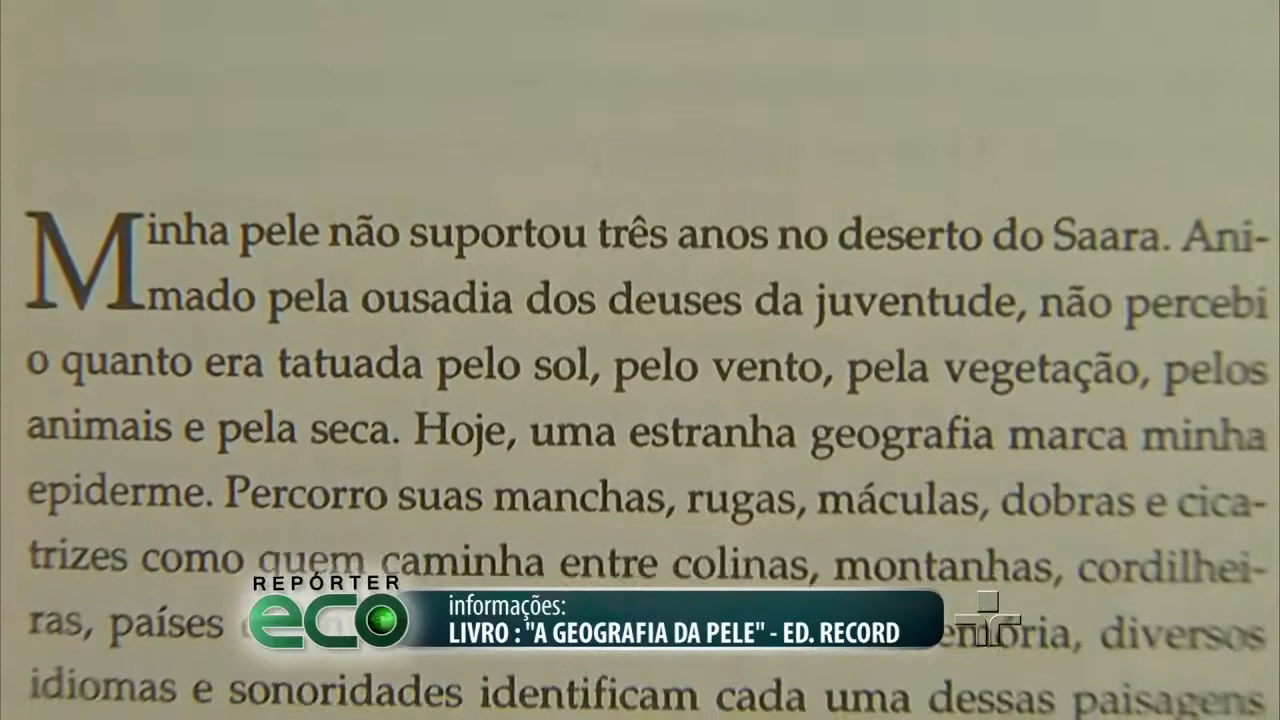 Minha pele não suportou três anos no deserto do Saara. Ani-
mado pela ousadia dos deuses da juventude, não percebi
o quanto era tatuada pelo sol, pelo vento, pela vegetação, pelos
animais e pela seca. Hoje, uma estranha geografia marca minha
epiderme. Percorro suas manchas, rugas, máculas, dobras e cica-
trizes como quem caminha entre colinas, montanhas, cordilhei-
ras, países diversos
idiomas e sonoridades identificam cada uma dessas paisagens
REPÓRTER
eco
informações:
LIVRO : "A GEOGRAFIA DA PELE" - ED. RECORD